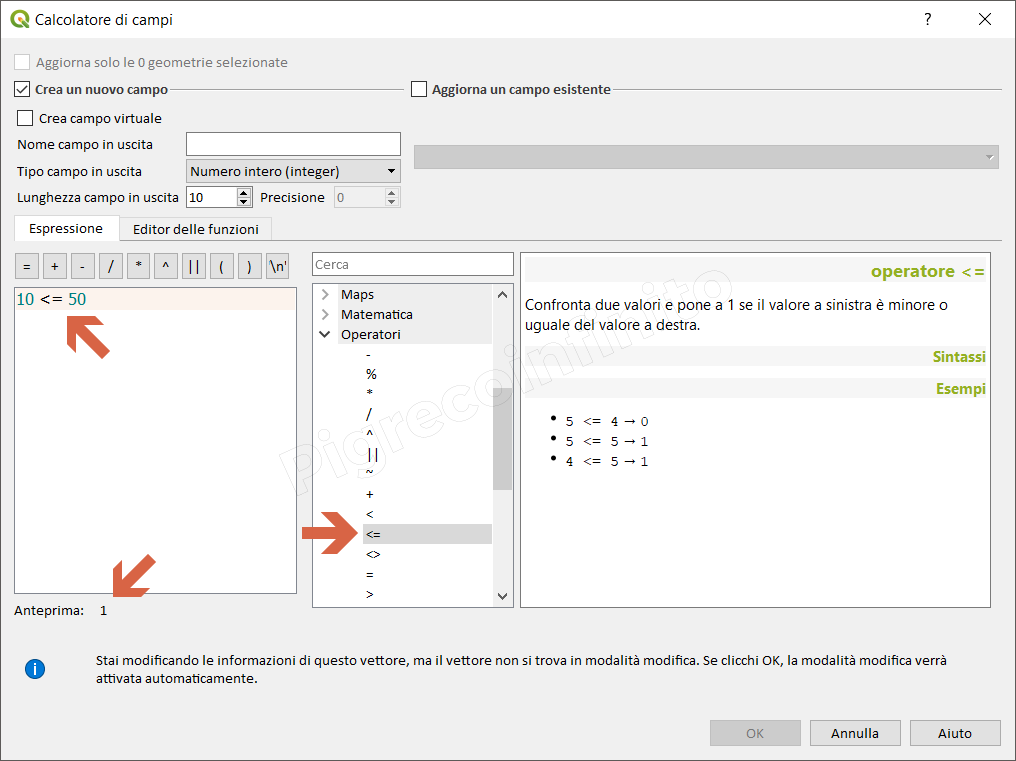 Calcolatore di campi
?
Aggiorna solo le 0 geometrie selezionate
Crea un nuovo campo
Aggiorna un campo esistente
Crea campo virtuale
Nome campo in uscita
Tipo campo in uscita Numero intero (integer)
Lunghezza campo in uscita 10 Precisione 0
Espressione Editor delle funzioni
= + - / * ^ || ( ) '\n'
10 <= 50
Anteprima: 1
Cerca
Maps
Matematica
Operatori
-
%
*
/
^
||
~
+
<
<=
<>
=
>
operatore <=
Confronta due valori e pone a 1 se il valore a sinistra è minore o
uguale del valore a destra.
Sintassi
Esempi
• 5 <= 4 → 0
• 5 <= 5 → 1
• 4 <= 5 → 1
Pigrecoinfinito
Stai modificando le informazioni di questo vettore, ma il vettore non si trova in modalità modifica. Se clicchi OK, la modalità modifica verrà
attivata automaticamente.
OK Annulla Aiuto